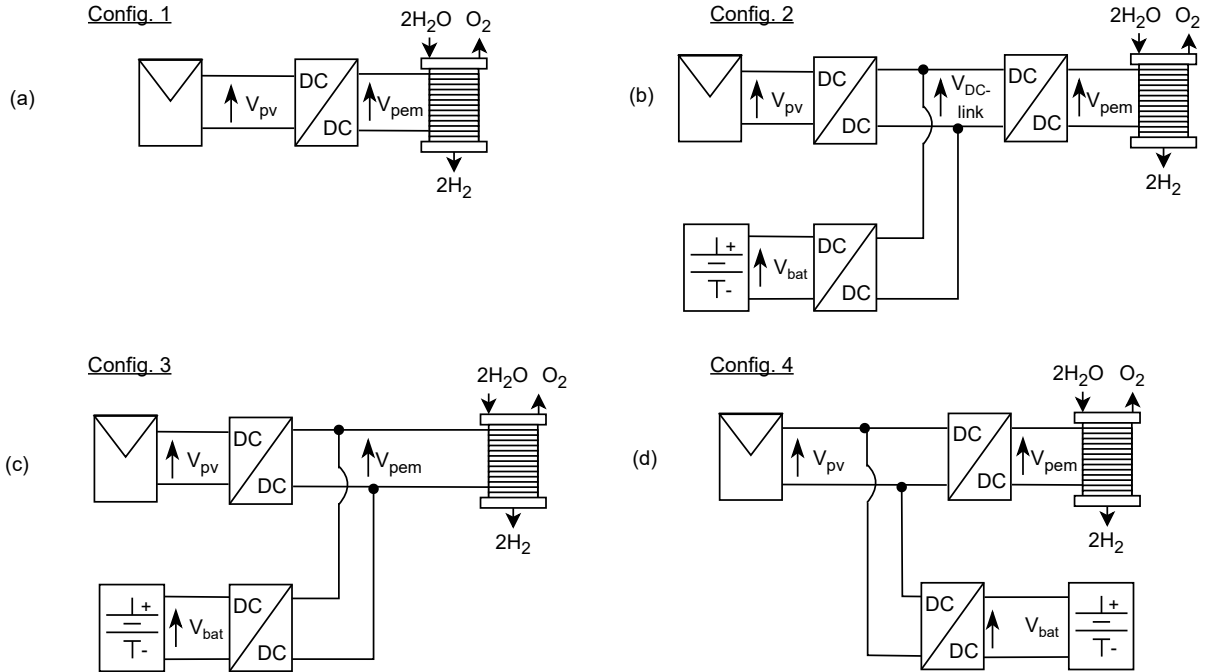 Config. 1
2H2O O2
(a)
Vpv
DC
DC
Vpem
2H2
Config. 2
2H2O O2
(b)
Vpv
DC
DC
VDC-
link
DC
DC
Vpem
2H2
+
-
Vbat
DC
DC
Config. 3
2H2O O2
(c)
Vpv
DC
DC
Vpem
2H2
+
-
Vbat
DC
DC
Config. 4
2H2O O2
(d)
Vpv
DC
DC
Vpem
2H2
DC
DC
Vbat
+
-